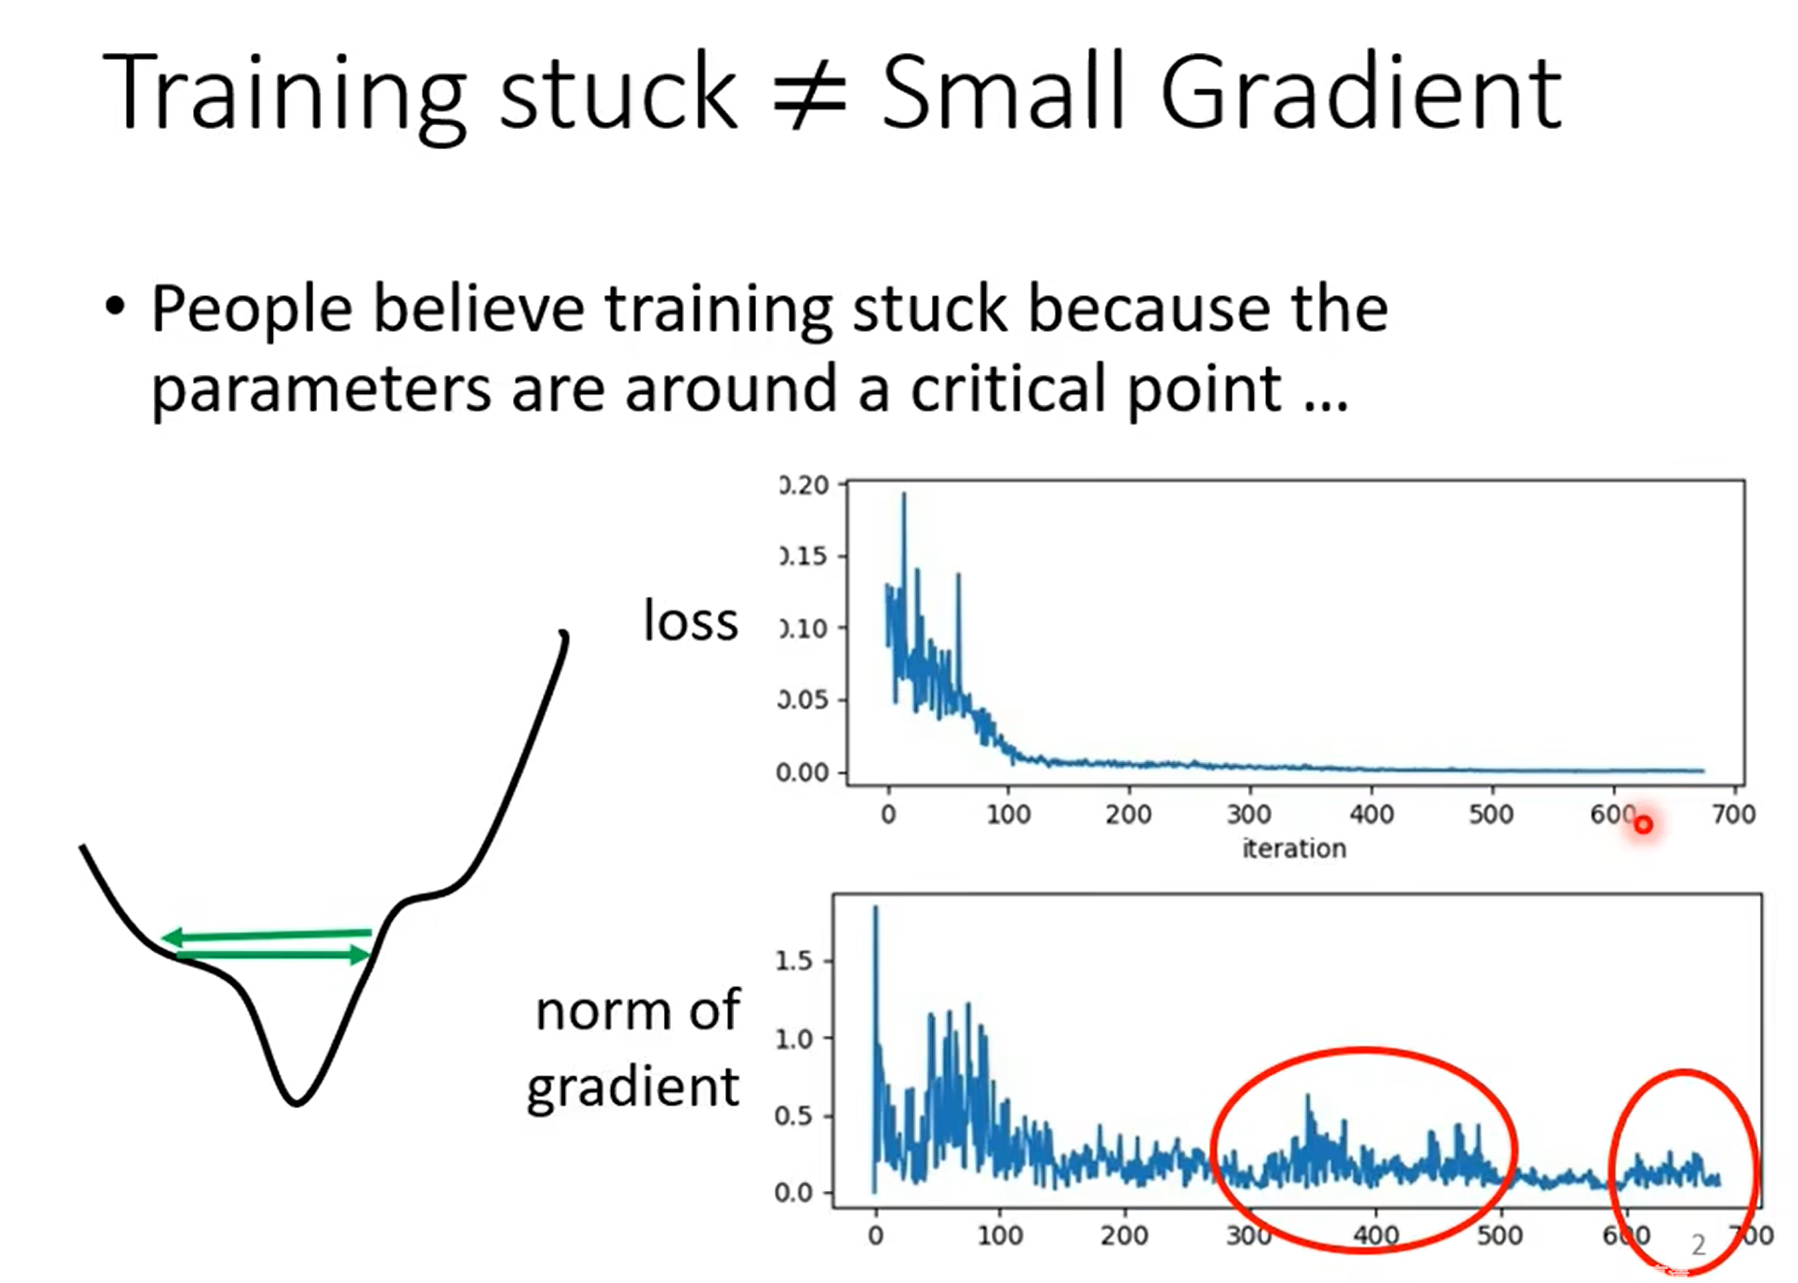 Training stuck ≠ Small Gradient
• People believe training stuck because the
parameters are around a critical point ...
loss
0.20
0.15
0.10
0.05
0.00
0 100 200 300 400 500 600 700
iteration
norm of
gradient
1.5
1.0
0.5
0.0
0 100 200 300 400 500 600 700
2